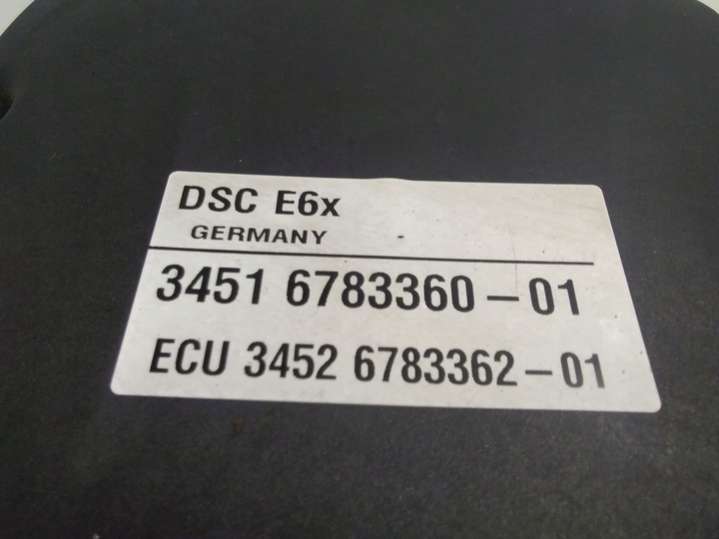 DSC E6x
GERMANY
3451 6783360-01
ECU 3452 6783362-01